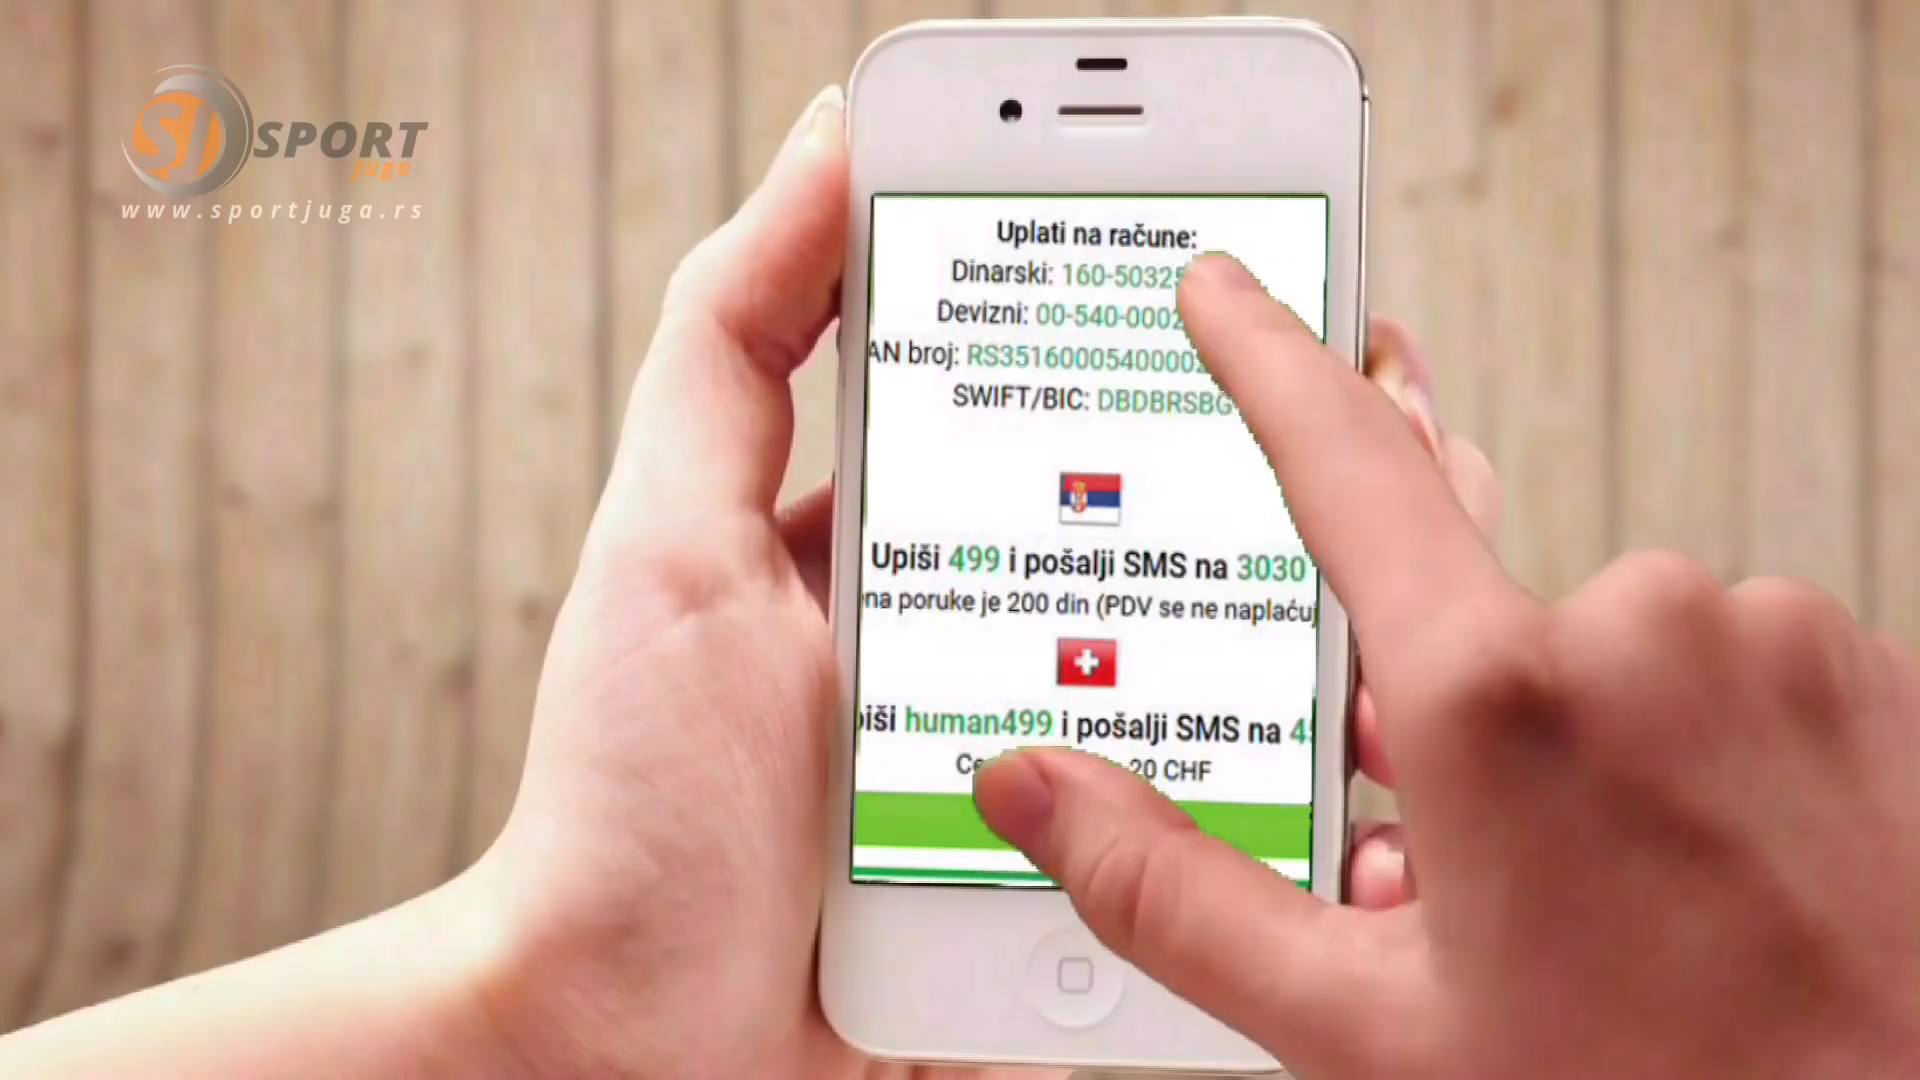 SPORT
juga
www.sportjuga.rs
Uplati na račune:
Dinarski: 160-50325
Devizni: 00-540-0002
AN broj: RS3516000540000
SWIFT/BIC: DBDBRSBG
Upiši 499 i pošalji SMS na 3030
na poruke je 200 din (PDV se ne naplaćuj
piši human499 i pošalji SMS na 4
20 CHF